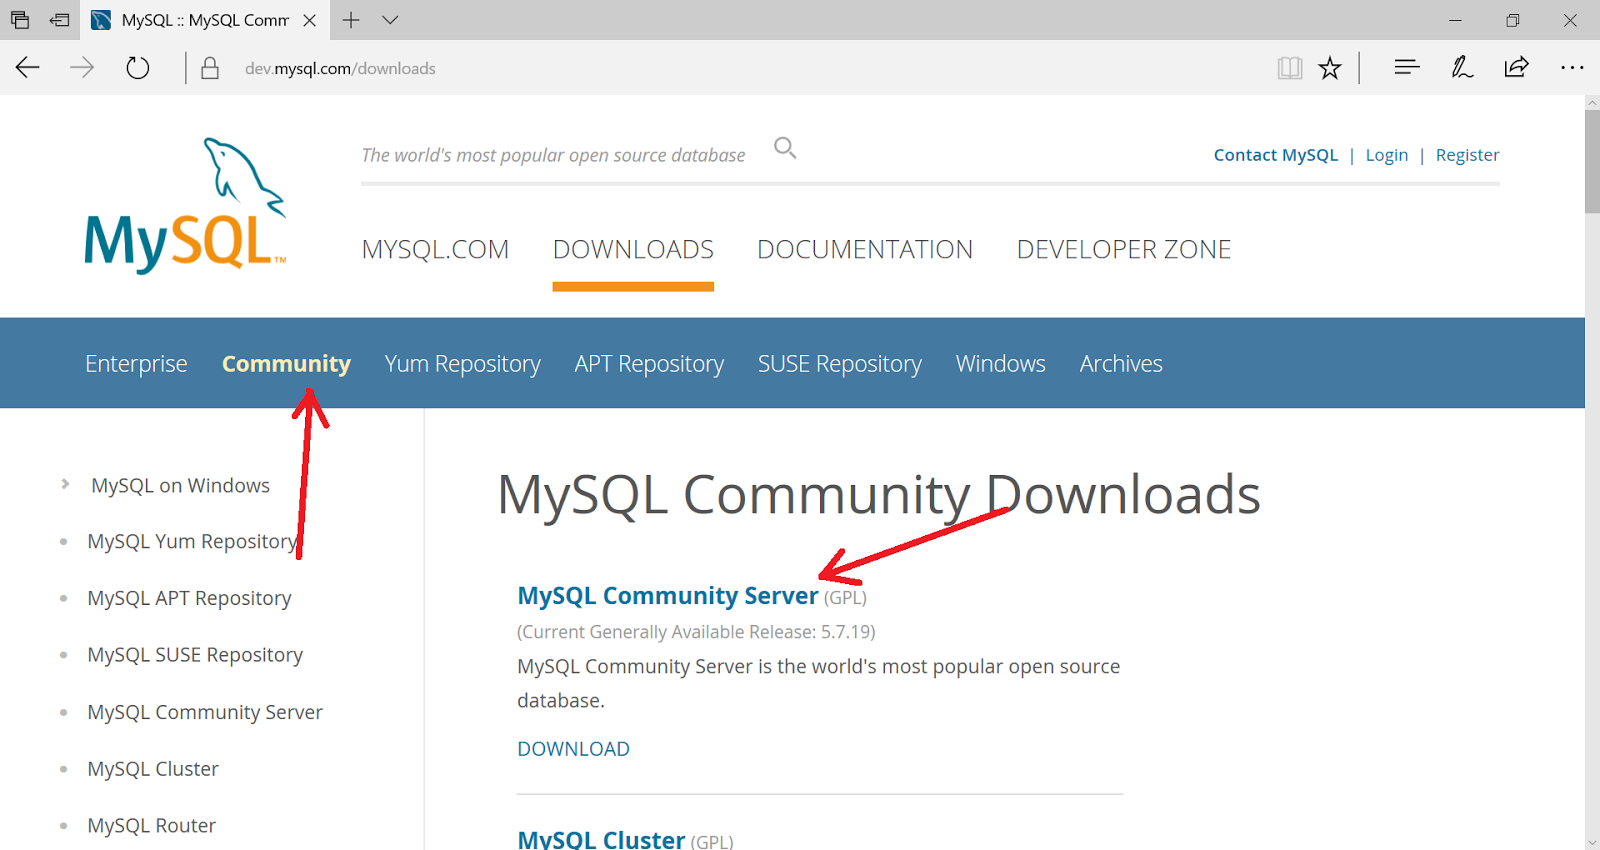 MySQL :: MySQL Comm
dev.mysql.com/downloads
The world's most popular open source database
Contact MySQL | Login | Register
MySQL™
MYSQL.COM DOWNLOADS DOCUMENTATION DEVELOPER ZONE
Enterprise Community Yum Repository APT Repository SUSE Repository Windows Archives
MySQL on Windows
MySQL Yum Repository
MySQL APT Repository
MySQL SUSE Repository
MySQL Community Server
MySQL Cluster
MySQL Router
MySQL Community Downloads
MySQL Community Server (GPL)
(Current Generally Available Release: 5.7.19)
MySQL Community Server is the world's most popular open source
database.
DOWNLOAD
MySQL Cluster (GPL)